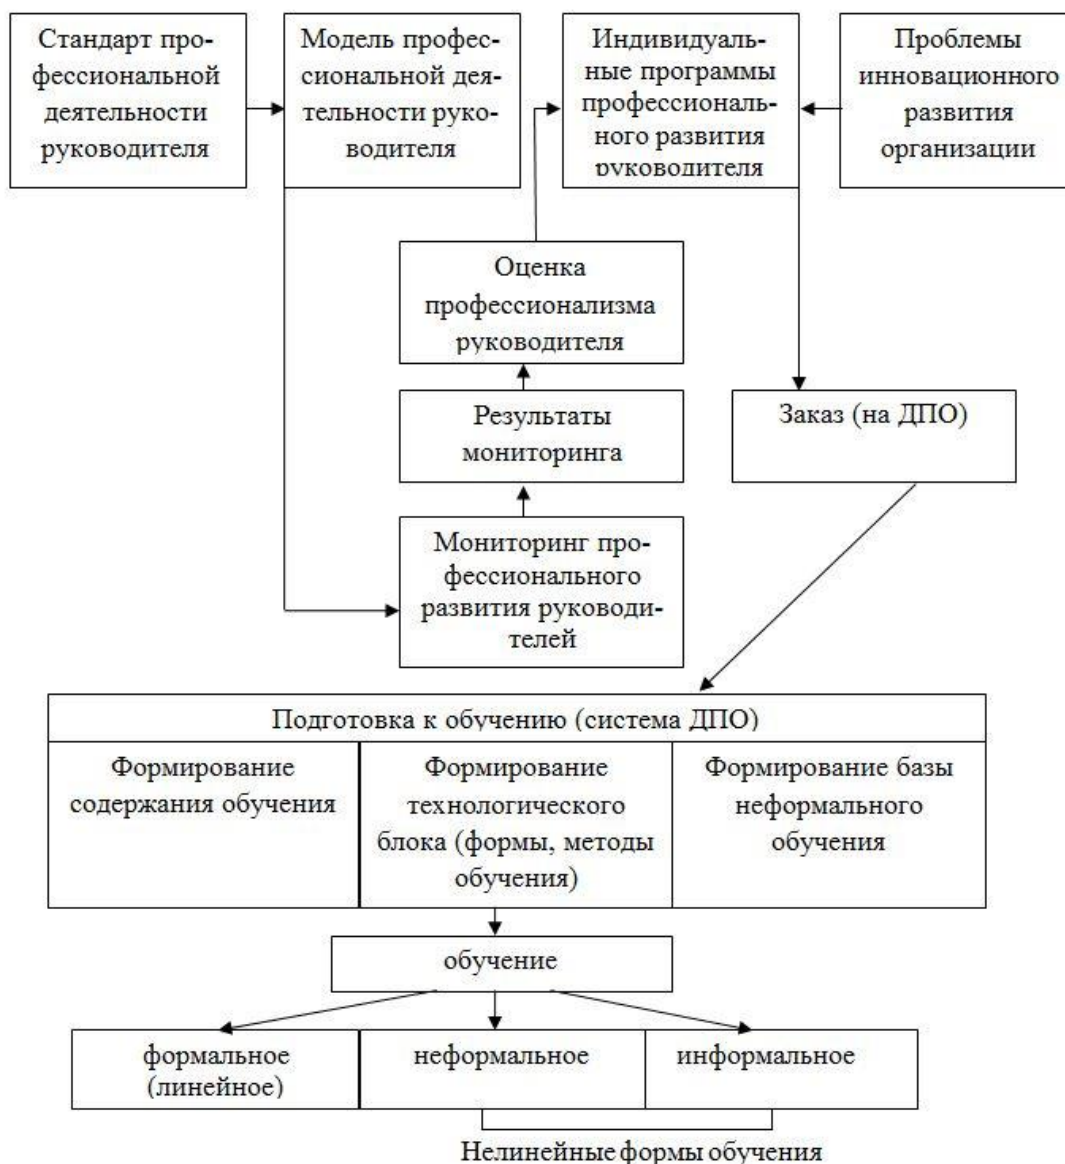 Стандарт про-
фессиональной
деятельности
руководителя
Модель профес-
сиональной дея-
тельности руко-
водителя
Индивидуаль-
ные программы
профессиональ-
ного развития
руководителя
Проблемы
инновационного
развития
организации
Оценка
профессионализма
руководителя
Результаты
мониторинга
Заказ (на ДПО)
Мониторинг про-
фессионального
развития руководи-
телей
Подготовка к обучению (система ДПО)
Формирование
содержания обучения
Формирование
технологического
блока (формы, методы
обучения)
Формирование базы
неформального
обучения
обучение
формальное
(линейное)
неформальное
информальное
Нелинейные формы обучения